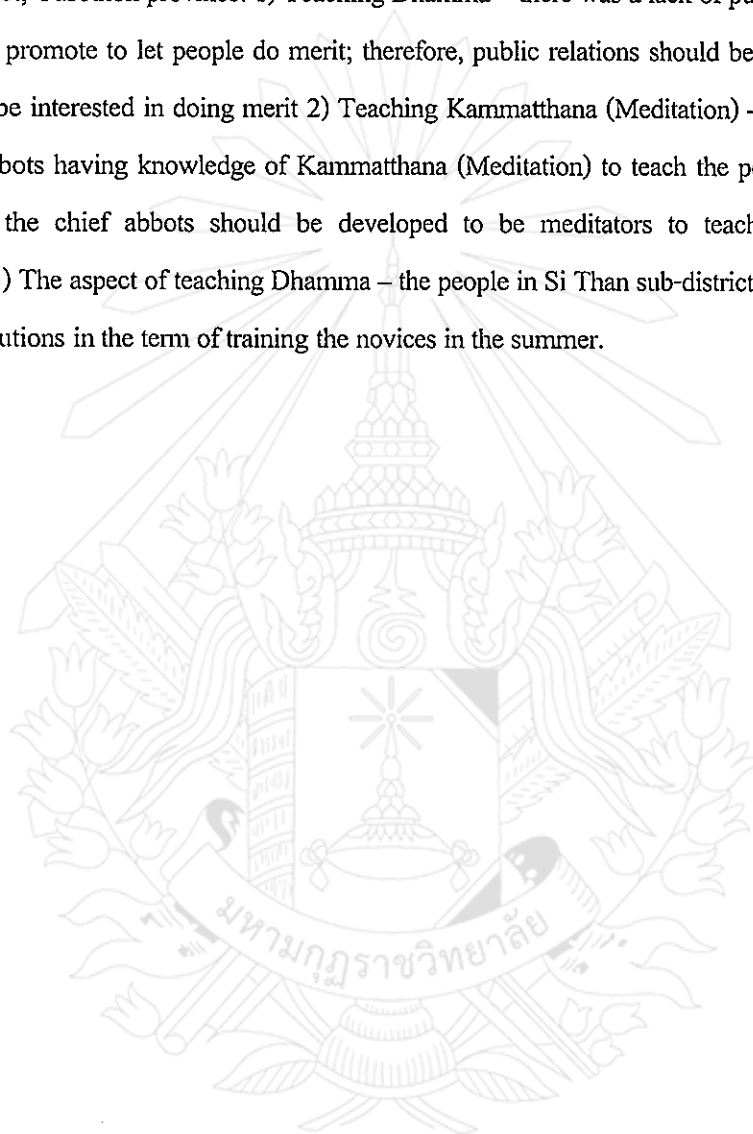 promote to let people do merit; therefore, public relations should be
be interested in doing merit 2) Teaching Kammatthana (Meditation) -
bots having knowledge of Kammatthana (Meditation) to teach the
the chief abbots should be developed to be meditators to teach
) The aspect of teaching Dhamma – the people in Si Than sub-district
utions in the term of training the novices in the summer.
มหามกุฏราชวิทยาลัย